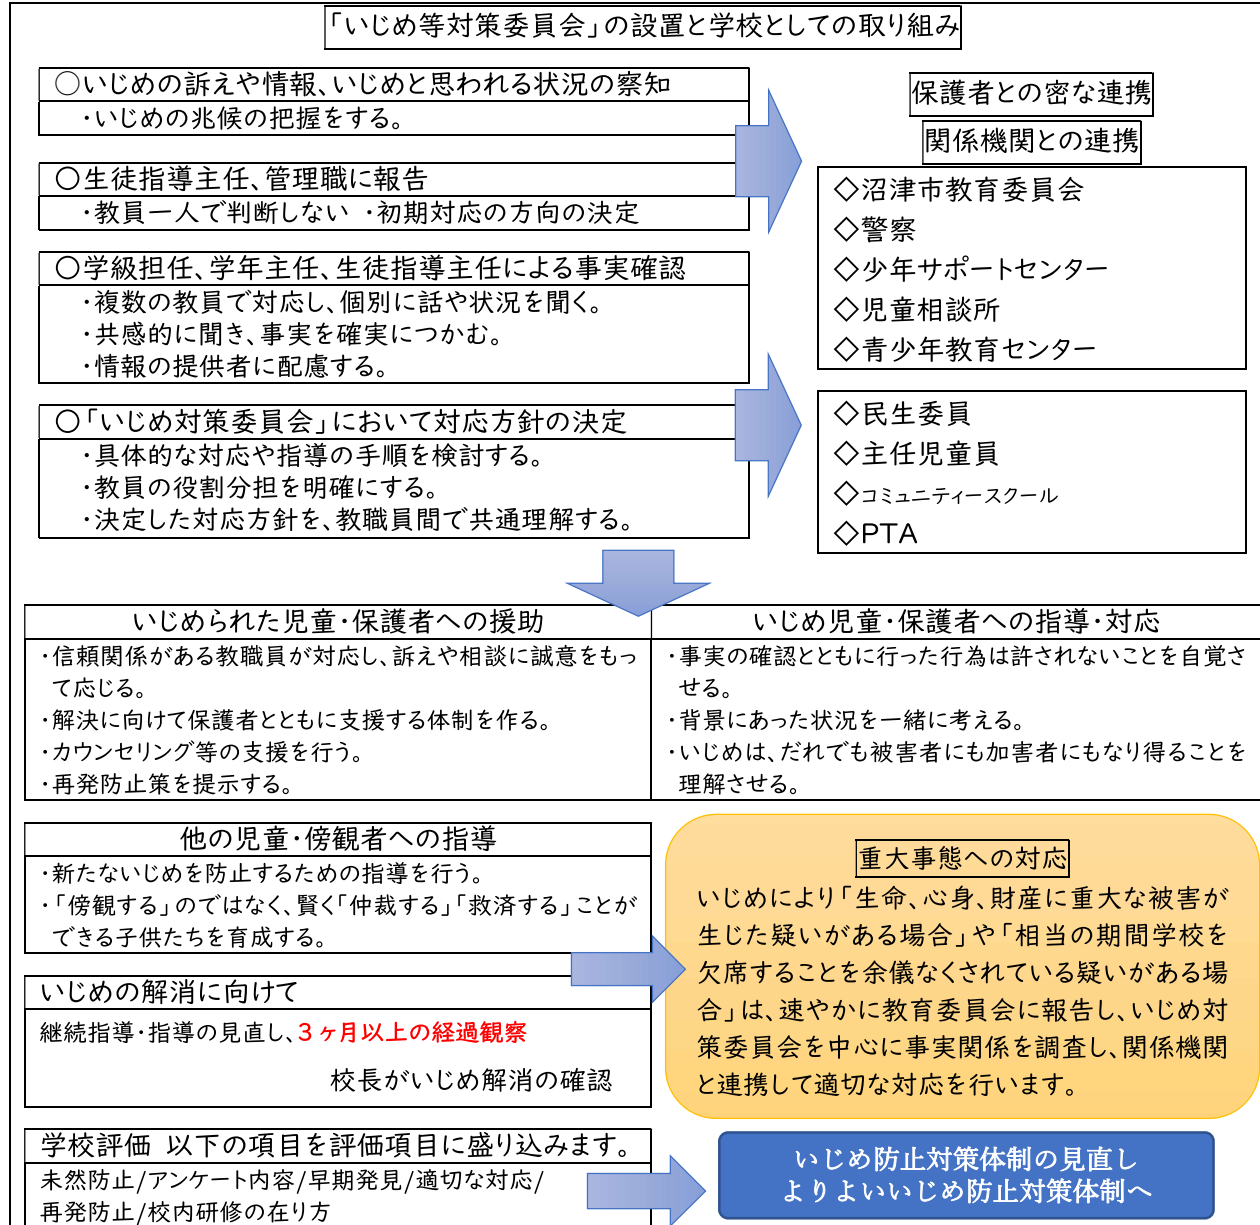 「いじめ等対策委員会」の設置と学校としての取り組み
○いじめの訴えや情報、いじめと思われる状況の察知
・いじめの兆候の把握をする。
○生徒指導主任、管理職に報告
・教員一人で判断しない ・初期対応の方向の決定
○学級担任、学年主任、生徒指導主任による事実確認
・複数の教員で対応し、個別に話や状況を聞く。
・共感的に聞き、事実を確実につかむ。
・情報の提供者に配慮する。
○「いじめ対策委員会」において対応方針の決定
・具体的な対応や指導の手順を検討する。
・教員の役割分担を明確にする。
・決定した対応方針を、教職員間で共通理解する。
保護者との密な連携
関係機関との連携
◇沼津市教育委員会
◇警察
◇少年サポートセンター
◇児童相談所
◇青少年教育センター
◇民生委員
◇主任児童員
◇コミュニティースクール
◇PTA
いじめられた児童・保護者への援助
・信頼関係がある教職員が対応し、訴えや相談に誠意をもっ
て応じる。
・解決に向けて保護者とともに支援する体制を作る。
・カウンセリング等の支援を行う。
・再発防止策を提示する。
いじめ児童・保護者への指導・対応
・事実の確認とともに行った行為は許されないことを自覚さ
せる。
・背景にあった状況を一緒に考える。
・いじめは、だれでも被害者にも加害者にもなり得ることを
理解させる。
他の児童・傍観者への指導
・新たないじめを防止するための指導を行う。
・「傍観する」のではなく、賢く「仲裁する」「救済する」ことが
できる子供たちを育成する。
いじめの解消に向けて
継続指導・指導の見直し、３ヶ月以上の経過観察
校長がいじめ解消の確認
重大事態への対応
いじめにより「生命、心身、財産に重大な被害が
生じた疑いがある場合」や「相当の期間学校を
欠席することを余儀なくされている疑いがある場
合」は、速やかに教育委員会に報告し、いじめ対
策委員会を中心に事実関係を調査し、関係機関
と連携して適切な対応を行います。
学校評価 以下の項目を評価項目に盛り込みます。
未然防止/アンケート内容/早期発見/適切な対応/
再発防止/校内研修の在り方
いじめ防止対策体制の見直し
よりよいいじめ防止対策体制へ